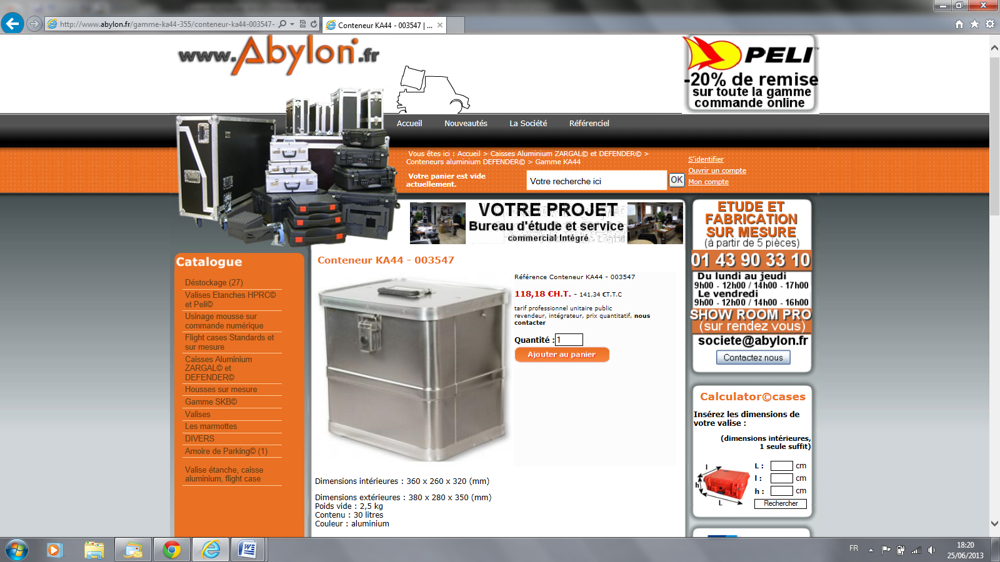 http://www.abylon.fr/gamme-ka44-355/conteneur-ka44-003547-
Conteneur KA44 - 003547 | ...
www.Abylon.fr
PELI™
-20% de remise
sur toute la gamme
commande online
Accueil
Nouveautés
La Société
Référenciel
Vous êtes ici : Accueil > Caisses Aluminium ZARGAL© et DEFENDER© >
Conteneurs aluminium DEFENDER© > Gamme KA44
Votre panier est vide
actuellement.
Votre recherche ici
OK
S'identifier
Ouvrir un compte
Mon compte
VOTRE PROJET
Bureau d'étude et service
commercial Intégré
ETUDE ET
FABRICATION
SUR MESURE
(à partir de 5 pièces)
01 43 90 33 10
Du lundi au jeudi
9h00 - 12h00 / 14h00 - 17h00
Le vendredi
9h00 - 12h00 / 14h00 - 16h00
SHOW ROOM PRO
(sur rendez vous)
societe@abylon.fr
Contactez nous
Catalogue
Déstockage (27)
Valises Etanches HPRC©
et Peli©
Usinage mousse sur
commande numérique
Flight cases Standards et
sur mesure
Caisses Aluminium
ZARGAL© et
DEFENDER©
Housses sur mesure
Gamme SKB©
Valises
Les marmottes
DIVERS
Amoire de Parking© (1)
Valise étanche, caisse
aluminium, flight case
Conteneur KA44 - 003547
Référence Conteneur KA44 - 003547
118,18 €H.T. - 141,34 €T.T.C
tarif professionnel unitaire public
revendeur, intégrateur, prix quantitatif, nous
contacter
Quantité : 1
Ajouter au panier
Dimensions intérieures : 360 x 260 x 320 (mm)
Dimensions extérieures : 380 x 280 x 350 (mm)
Poids vide : 2,5 kg
Contenu : 30 litres
Couleur : aluminium
Calculator©cases
Insérez les dimensions de
votre valise :
(dimensions intérieures,
1 seule suffit)
l
h
L
L : cm
l : cm
h : cm
Rechercher
FR
18:20
25/06/2013